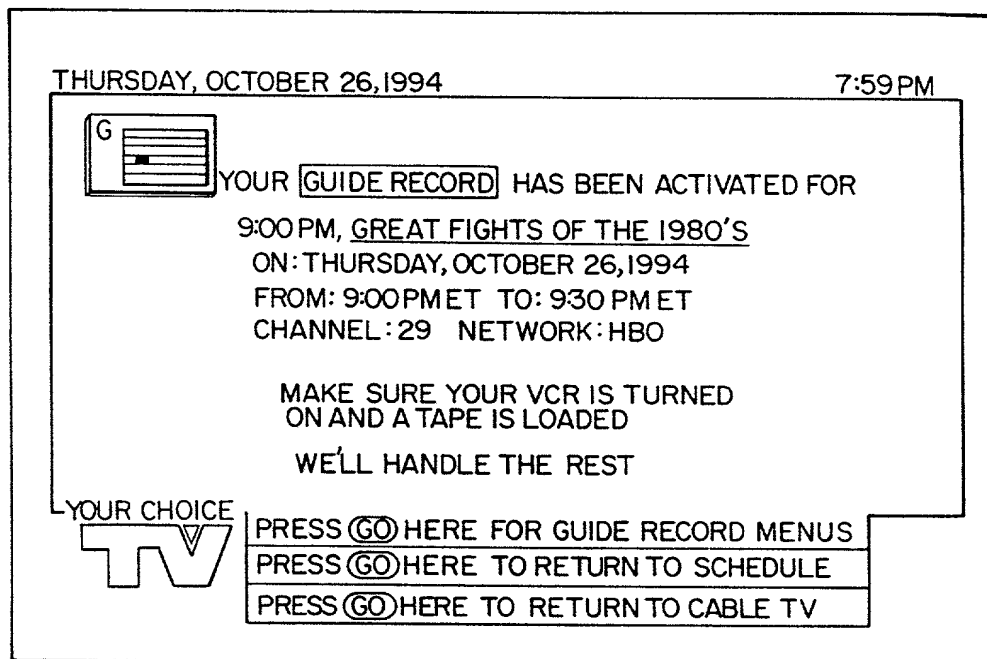 THURSDAY, OCTOBER 26,1994 7:59 PM
G
YOUR GUIDE RECORD HAS BEEN ACTIVATED FOR
9:00 PM, GREAT FIGHTS OF THE 1980'S
ON: THURSDAY, OCTOBER 26,1994
FROM: 9:00 PM ET TO: 9:30 PM ET
CHANNEL: 29 NETWORK: HBO
MAKE SURE YOUR VCR IS TURNED
ON AND A TAPE IS LOADED
WE'LL HANDLE THE REST
YOUR CHOICE
TV
PRESS GO HERE FOR GUIDE RECORD MENUS
PRESS GO HERE TO RETURN TO SCHEDULE
PRESS GO HERE TO RETURN TO CABLE TV